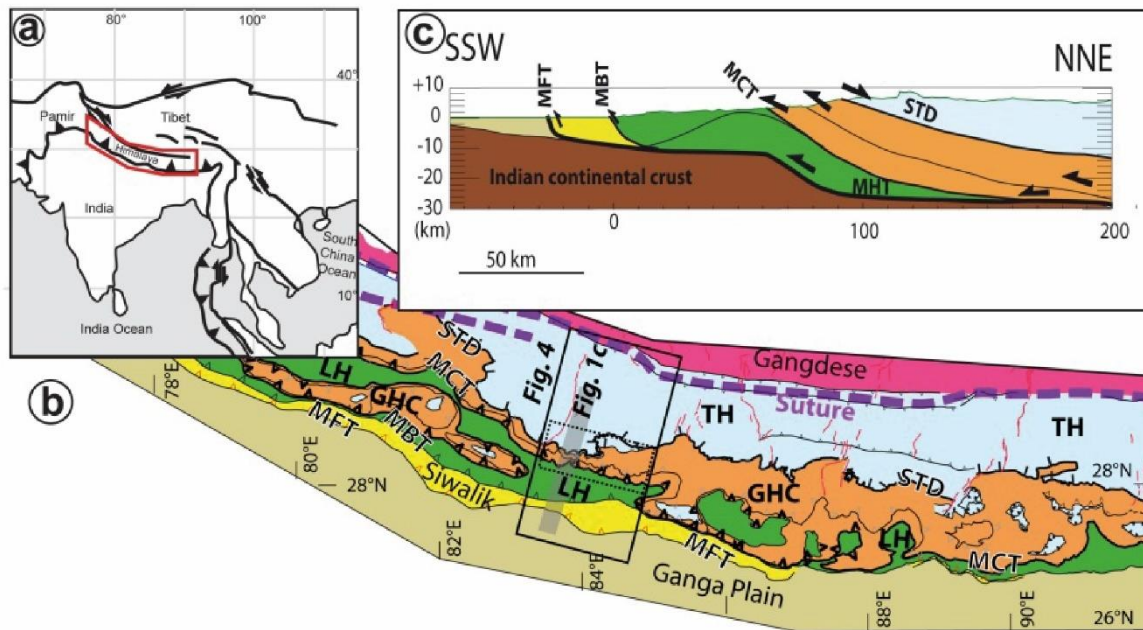 a
80°
100°
40°
Pamir
Tibet
Himalaya
India
South
China
Ocean
10°
India Ocean
c
SSW
NNE
MFT
MBT
MCT
STD
+10
0
-10
-20
-30
(km)
Indian continental crust
MHT
0
100
200
50 km
b
STD
MCT
LH
GHC
MBT
MFT
Siwalik
LH
Fig. 4
Fig. 1c
Gangdese
Suture
TH
TH
STD
28°N
GHC
LH
MCT
MFT
Ganga Plain
78°E
80°E
28°N
82°E
84°E
88°E
90°E
26°N